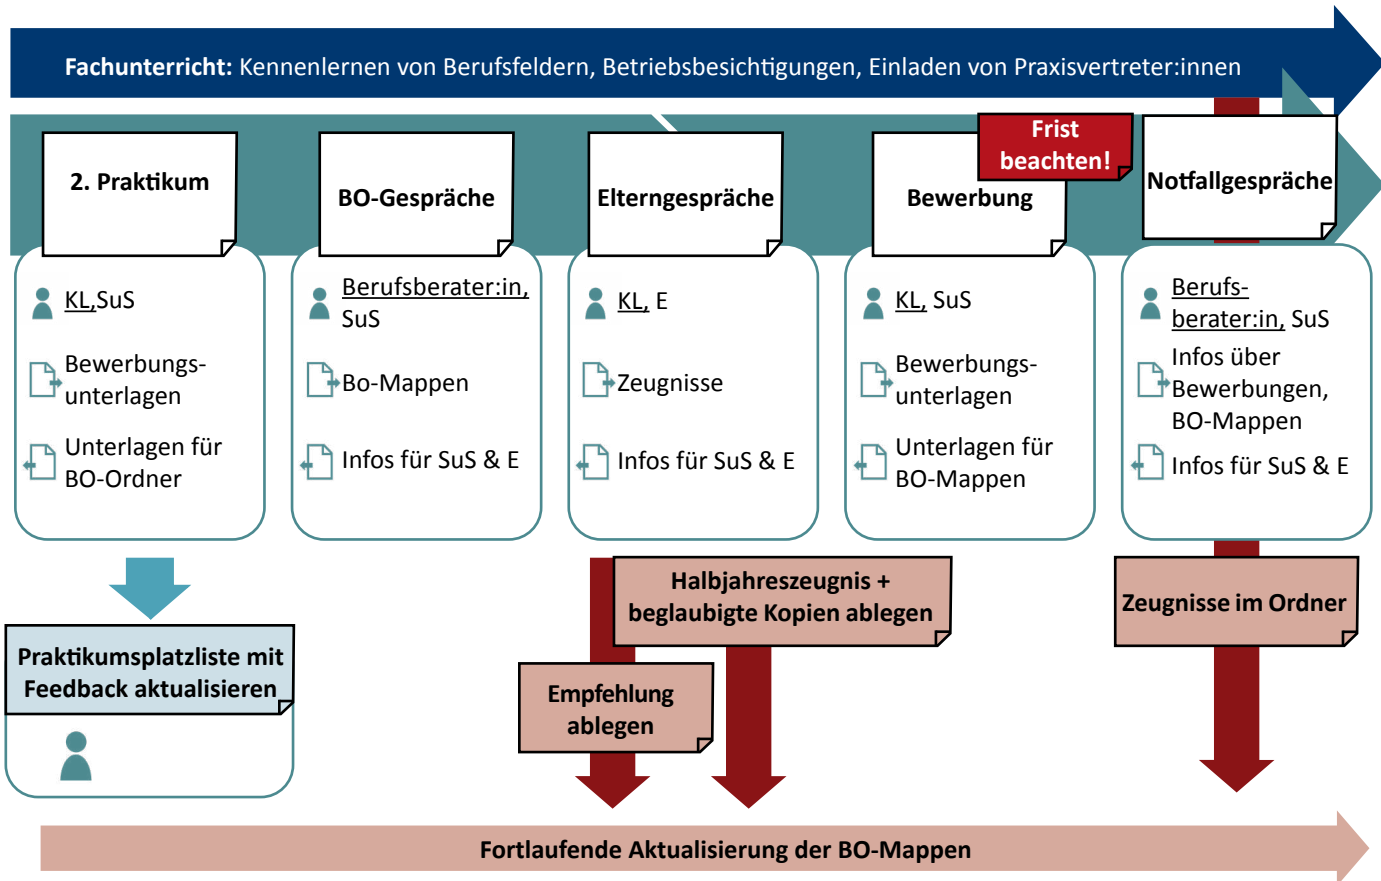 Fachunterricht: Kennenlernen von Berufsfeldern, Betriebsbesichtigungen, Einladen von Praxisvertreter:innen
2. Praktikum
BO-Gespräche
Elterngespräche
Bewerbung
Frist
beachten!
Notfallgespräche
KL,SuS
Bewerbungs-
unterlagen
Unterlagen für
BO-Ordner
Berufsberater:in,
SuS
Bo-Mappen
Infos für SuS & E
KL, E
Zeugnisse
Infos für SuS & E
KL, SuS
Bewerbungs-
unterlagen
Unterlagen für
BO-Mappen
Berufs-
berater:in, SuS
Infos über
Bewerbungen,
BO-Mappen
Infos für SuS & E
Praktikumsplatzliste mit
Feedback aktualisieren
Halbjahreszeugnis +
beglaubigte Kopien ablegen
Empfehlung
ablegen
Zeugnisse im Ordner
Fortlaufende Aktualisierung der BO-Mappen